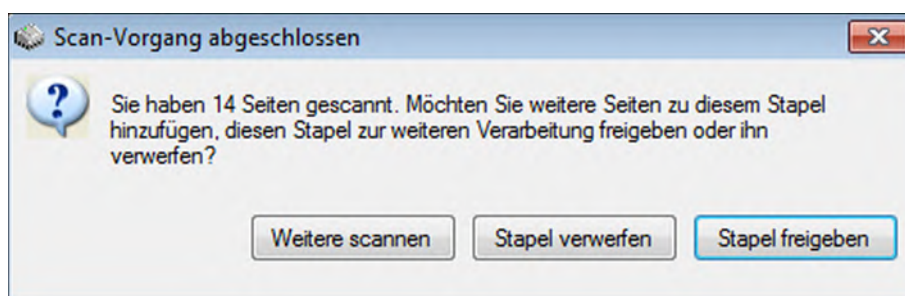 Scan-Vorgang abgeschlossen
Sie haben 14 Seiten gescannt. Möchten Sie weitere Seiten zu diesem Stapel
hinzufügen, diesen Stapel zur weiteren Verarbeitung freigeben oder ihn
verwerfen?
Weitere scannen Stapel verwerfen Stapel freigeben